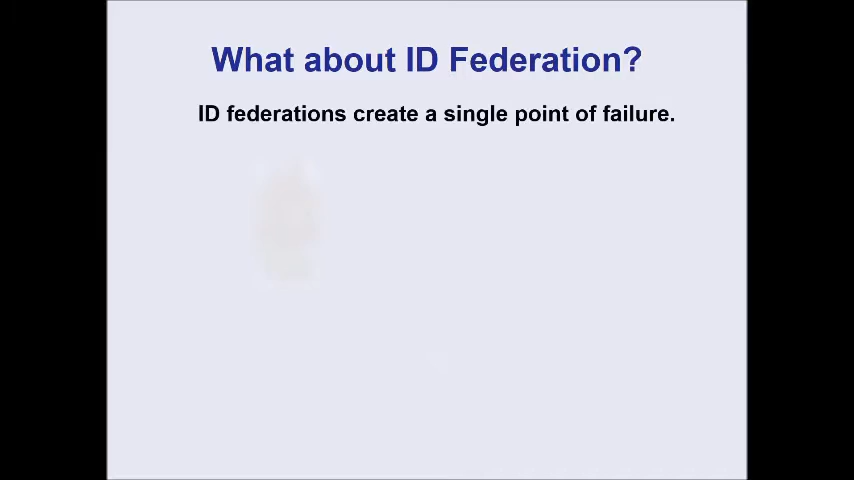 What about ID Federation?
ID federations create a single point of failure.